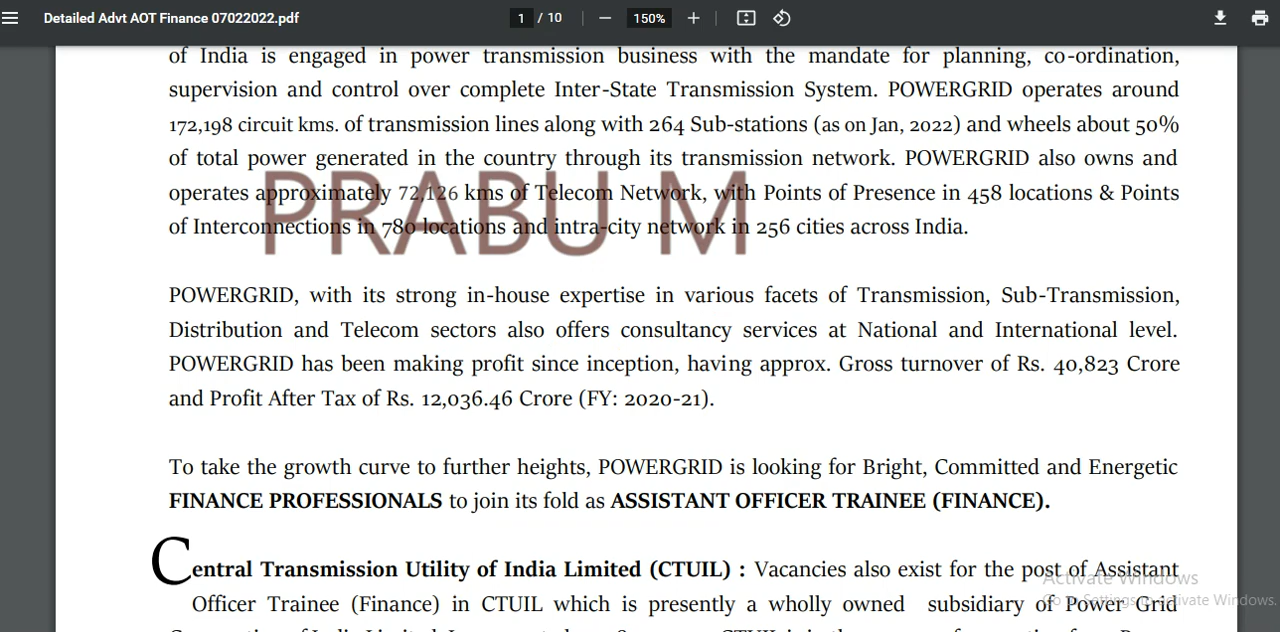 Detailed Advt AOT Finance 07022022.pdf
1 / 10
150%
of India is engaged in power transmission business with the mandate for planning, co-ordination,
supervision and control over complete Inter-State Transmission System. POWERGRID operates around
172,198 circuit kms. of transmission lines along with 264 Sub-stations (as on Jan, 2022) and wheels about 50%
of total power generated in the country through its transmission network. POWERGRID also owns and
operates approximately 72,126 kms of Telecom Network, with Points of Presence in 458 locations & Points
of Interconnections in 780 locations and intra-city network in 256 cities across India.
PRABU M
POWERGRID, with its strong in-house expertise in various facets of Transmission, Sub-Transmission,
Distribution and Telecom sectors also offers consultancy services at National and International level.
POWERGRID has been making profit since inception, having approx. Gross turnover of Rs. 40,823 Crore
and Profit After Tax of Rs. 12,036.46 Crore (FY: 2020-21).
To take the growth curve to further heights, POWERGRID is looking for Bright, Committed and Energetic
FINANCE PROFESSIONALS to join its fold as ASSISTANT OFFICER TRAINEE (FINANCE).
Central Transmission Utility of India Limited (CTUIL) : Vacancies also exist for the post of Assistant
Officer Trainee (Finance) in CTUIL which is presently a wholly owned subsidiary of Power Grid
Activate Windows
Go to Settings to activate Windows.